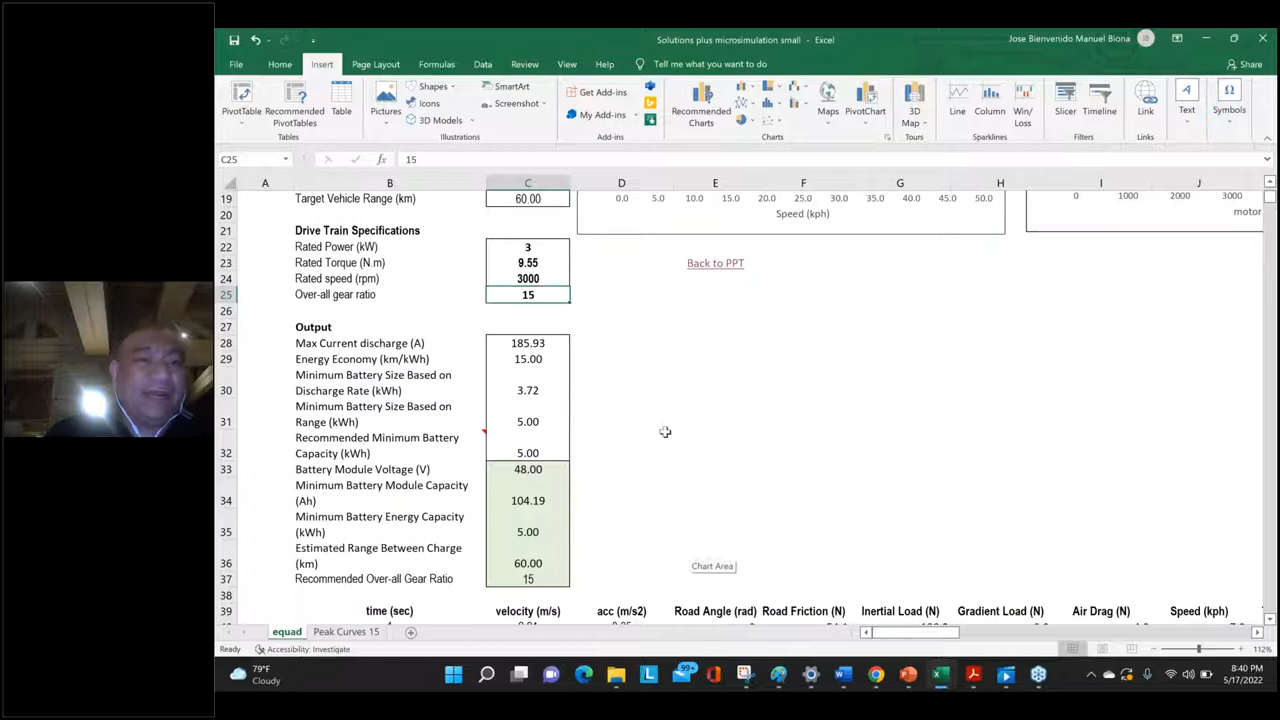 Solutions plus microsimulation small - Excel
Jose Bienvenido Manuel Biona
JB
File Home Insert Page Layout Formulas Data Review View Help Tell me what you want to do Share
PivotTable
Recommended PivotTables
Table
Tables
Pictures
Shapes
Icons
3D Models
SmartArt
Screenshot
Illustrations
Get Add-ins
My Add-ins
Add-ins
Recommended Charts
Maps
PivotChart
Charts
3D Map
Tours
Line
Column
Win/ Loss
Sparklines
Slicer
Timeline
Filters
Link
Links
Text
Symbols
C25 fx 15
A B C D E F G H I J
19 Target Vehicle Range (km) 60.00
0.0 5.0 10.0 15.0 20.0 25.0 30.0 35.0 40.0 45.0 50.0
0 1000 2000 3000
20
Speed (kph)
motor
21 Drive Train Specifications
22 Rated Power (kW) 3
23 Rated Torque (N.m) 9.55
Back to PPT
24 Rated speed (rpm) 3000
25 Over-all gear ratio 15
26
27 Output
28 Max Current discharge (A) 185.93
29 Energy Economy (km/kWh) 15.00
Minimum Battery Size Based on
30 Discharge Rate (kWh) 3.72
Minimum Battery Size Based on
31 Range (kWh) 5.00
Recommended Minimum Battery
32 Capacity (kWh) 5.00
33 Battery Module Voltage (V) 48.00
Minimum Battery Module Capacity
34 (Ah) 104.19
Minimum Battery Energy Capacity
35 (kWh) 5.00
Estimated Range Between Charge
36 (km) 60.00
Chart Area
37 Recommended Over-all Gear Ratio 15
38
39 time (sec) velocity (m/s) acc (m/s2) Road Angle (rad) Road Friction (N) Inertial Load (N) Gradient Load (N) Air Drag (N) Speed (kph)
equad Peak Curves 15
Ready Accessibility: Investigate
112%
79°F
Cloudy
99+
8:40 PM
5/17/2022